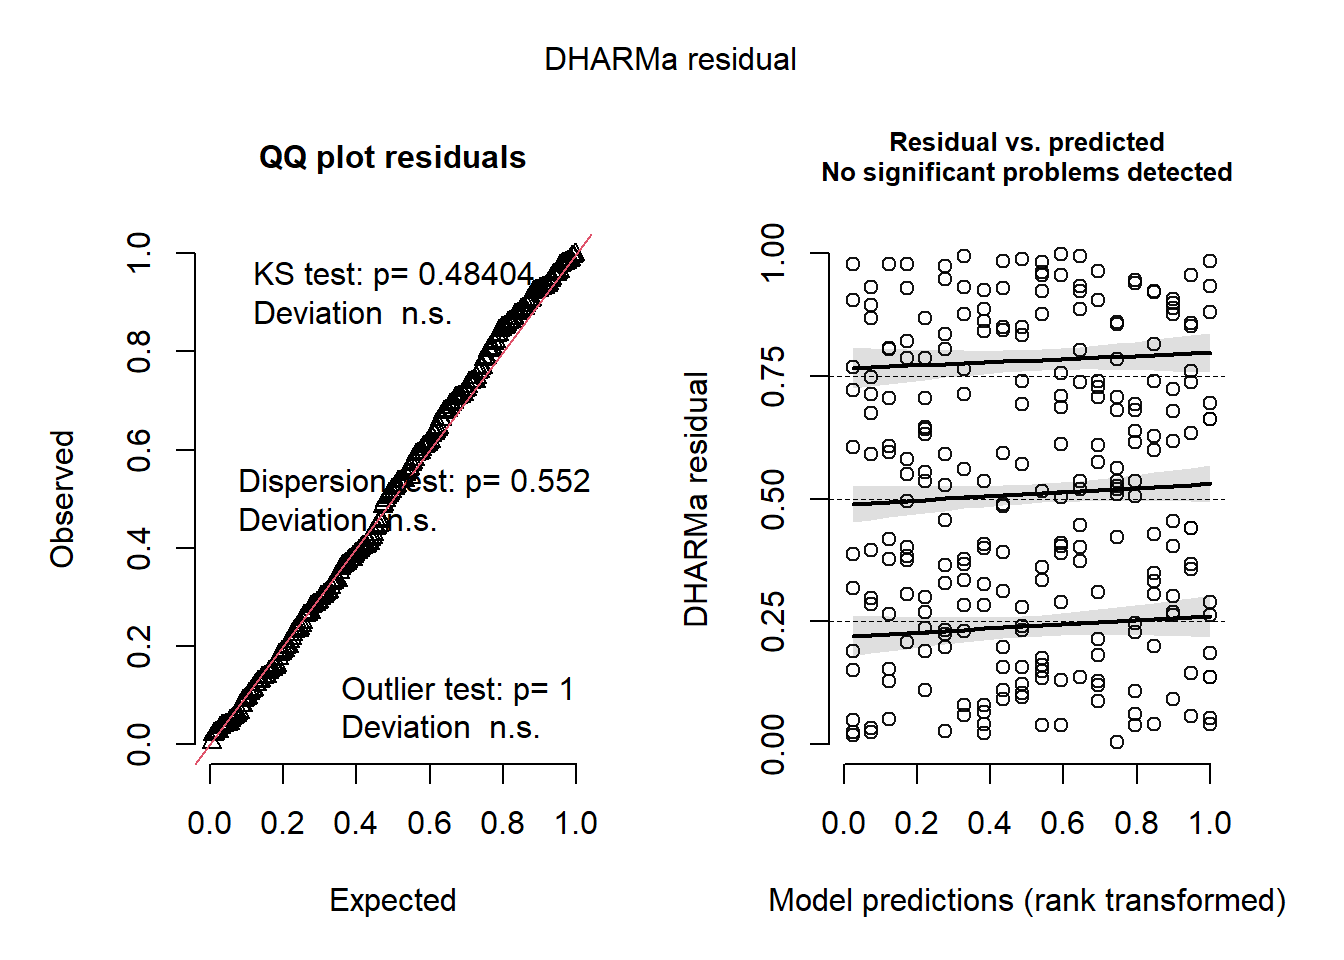 DHARMa residual
QQ plot residuals
KS test: p= 0.48404
Deviation  n.s.
Dispersion test: p= 0.552
Deviation  n.s.
Outlier test: p= 1
Deviation  n.s.
Observed
0.0
0.2
0.4
0.6
0.8
1.0
0.0 0.2 0.4 0.6 0.8 1.0
Expected
Residual vs. predicted
No significant problems detected
DHARMa residual
0.00
0.25
0.50
0.75
1.00
0.0 0.2 0.4 0.6 0.8 1.0
Model predictions (rank transformed)